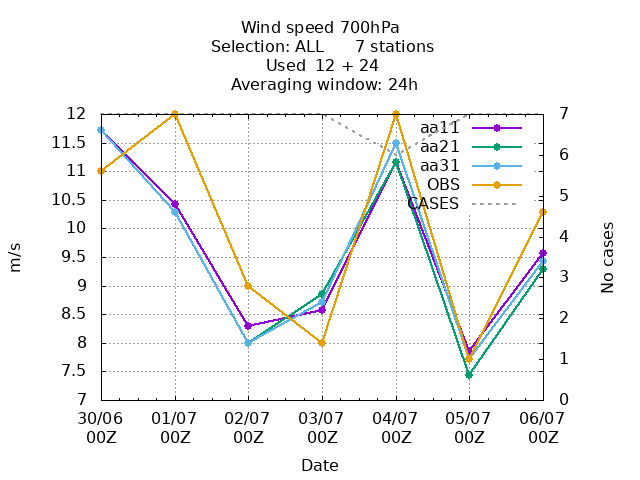 Wind speed 700hPa
Selection: ALL 7 stations
Used 12 + 24
Averaging window: 24h
12
11.5
11
10.5
10
9.5
9
8.5
8
7.5
7
m/s
7
6
5
4
3
2
1
0
No cases
aa11
aa21
aa31
OBS
CASES
30/06 01/07 02/07 03/07 04/07 05/07 06/07
00Z 00Z 00Z 00Z 00Z 00Z 00Z
Date